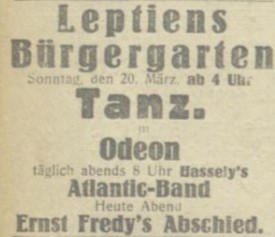 Leptiens
Bürgergarten
Sonntag, den 20. März. ab 4 Uhr
Tanz.
in
Odeon
täglich abends 8 Uhr Hassely's
Atlantic-Band
Heute Abend
Ernst Fredy's Abschied.